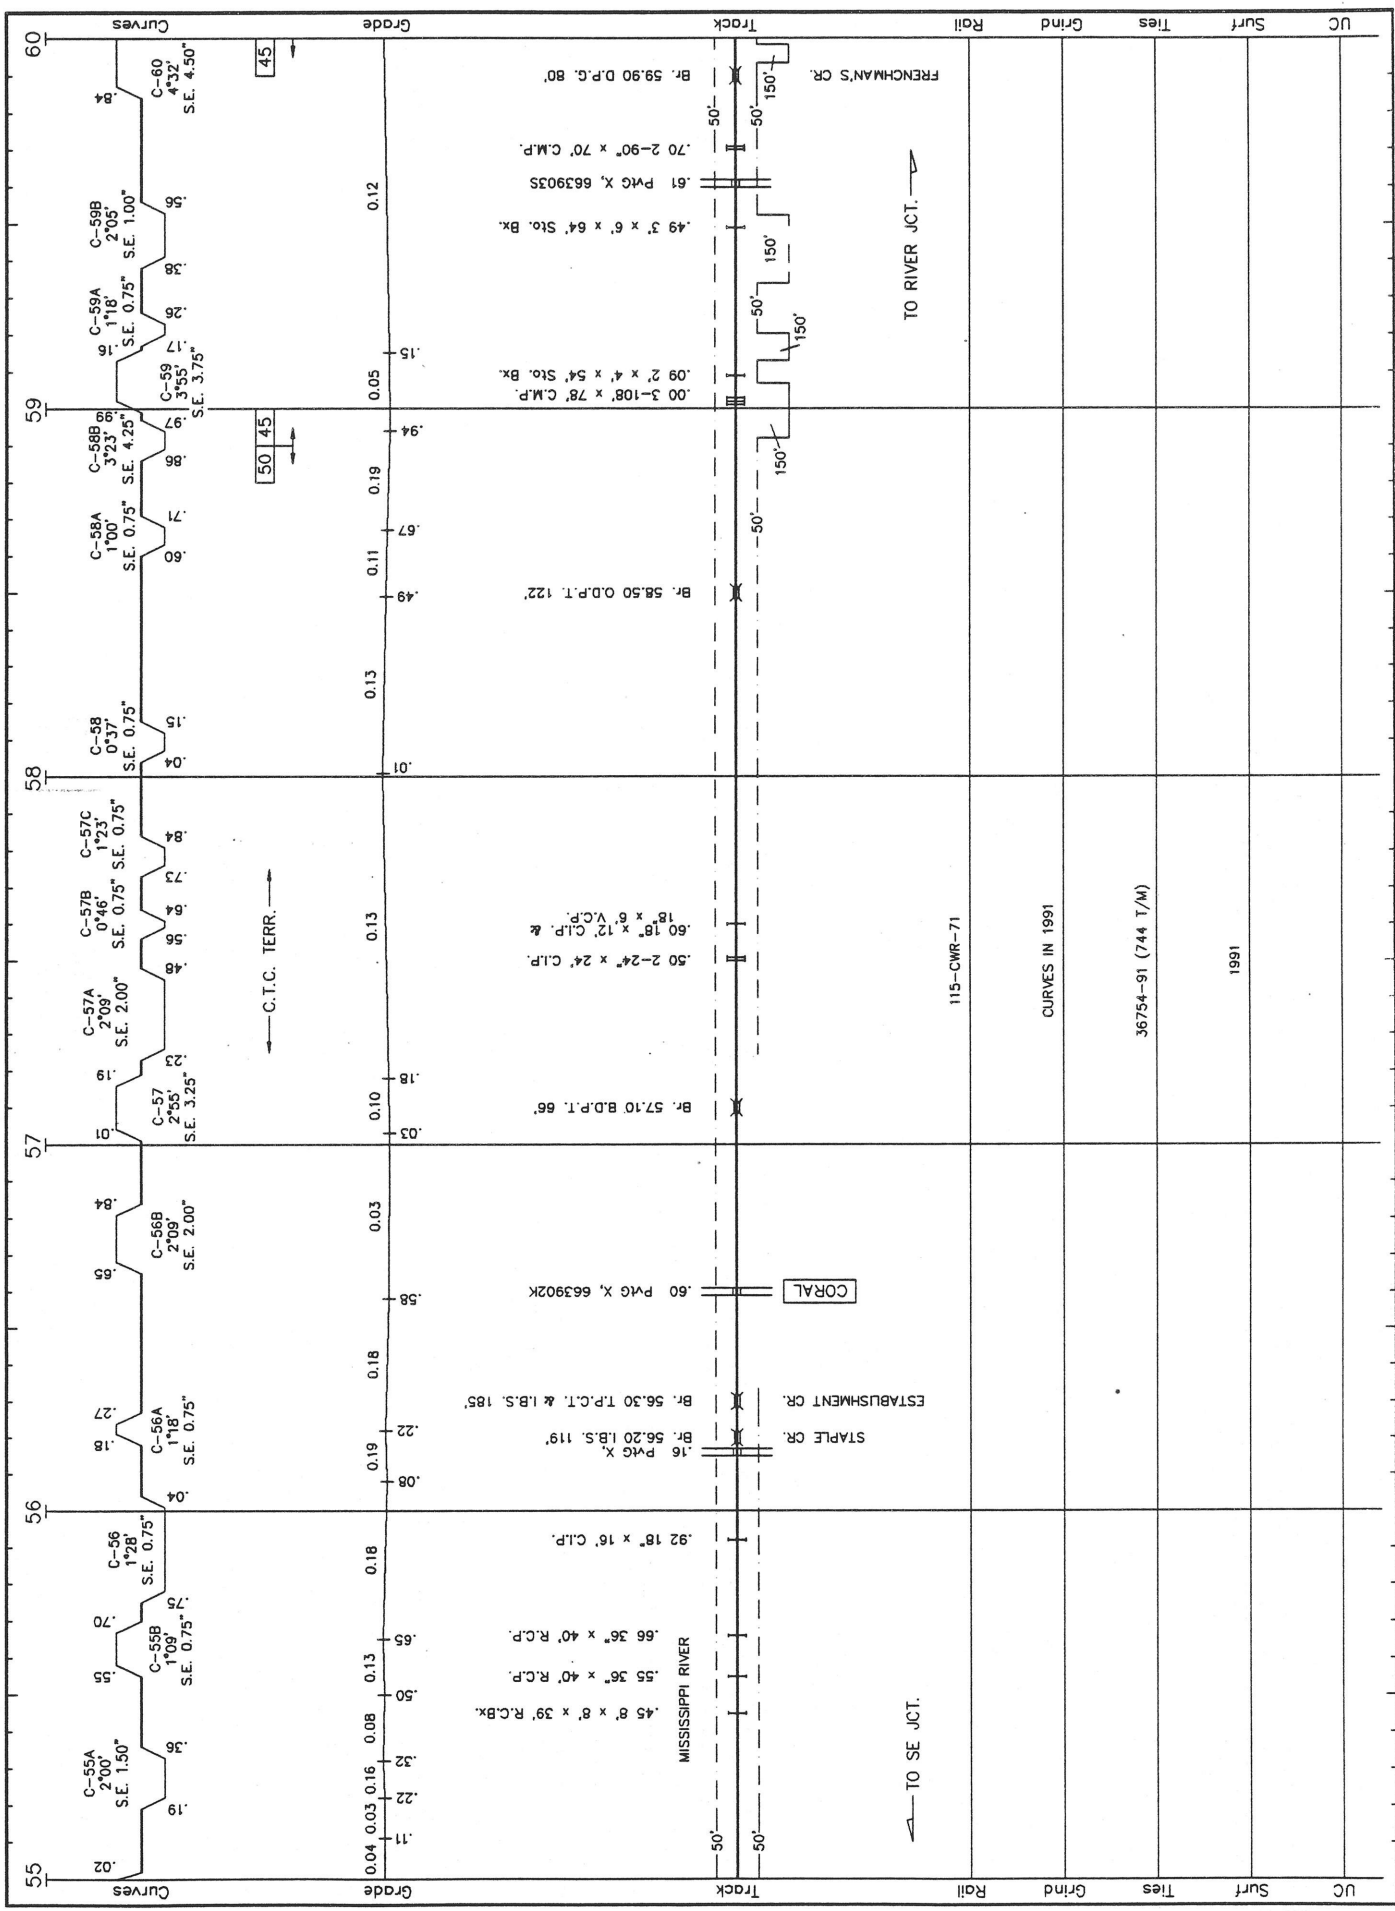 55
56
57
58
59
60
Curves
.02
C-55A
2°00'
S.E. 1.50"
.19
.36
.55
.70
C-55B
1°09'
S.E. 0.75"
C-56
1°28'
S.E. 0.75"
.75
.04
.18
.27
C-56A
1°18'
S.E. 0.75"
.65
.84
C-56B
2°09'
S.E. 2.00"
.01
.19
C-57
2°55'
S.E. 3.25"
C-57A
2°09'
S.E. 2.00"
.23
.48
C-57B
0°46'
S.E. 0.75"
.56
.64
C-57C
1°23'
S.E. 0.75"
.73
.84
C-58
0°37'
S.E. 0.75"
.04
.15
C-58A
1°00'
S.E. 0.75"
.60
.71
C-58B
3°23'
S.E. 4.25"
.86
.97
.99
.16
C-59
3°55'
S.E. 3.75"
C-59A
1°18'
S.E. 0.75"
.17
.26
C-59B
2°05'
S.E. 1.00"
.38
.56
.84
C-60
4°32'
S.E. 4.50"
Curves
C.T.C. TERR.
50 45
45
Grade
0.04 0.03 0.16 0.08 0.13 0.18 0.19 0.18 0.03 0.10 0.13 0.13 0.11 0.19 0.05 0.12
.11 .22 .32 .50 .65 .08 .22 .58 .03 .18 .01 .49 .67 .94 .15
Grade
Track
.45 8' x 8' x 39' R.C.Bx.
.55 36" x 40' R.C.P.
.66 36" x 40' R.C.P.
.92 18" x 16' C.I.P.
.16 PvtG X,
Br. 56.20 I.B.S. 119'
Br. 56.30 T.P.C.T. & I.B.S. 185'
.60 PvtG X, 663902K
Br. 57.10 B.D.P.T. 66'
.50 2-24" x 24' C.I.P.
.60 18" x 12' C.I.P. &
18" x 6' V.C.P.
Br. 58.50 O.D.P.T. 122'
.00 3-108' x 78' C.M.P.
.09 2' x 4' x 54' Sto. Bx.
.49 3' x 6' x 64' Sto. Bx.
.61 PvtG X, 663903S
.70 2-90" x 70' C.M.P.
Br. 59.90 D.P.G. 80'
Track
MISSISSIPPI RIVER
50'
50'
50'
150'
150'
50'
150'
50'
50'
150'
STAPLE CR.
ESTABLISHMENT CR.
CORAL
FRENCHMAN'S CR.
TO SE JCT.
TO RIVER JCT.
Rail
115-CWR-71
Rail
Grind
CURVES IN 1991
Grind
Ties
36754-91 (744 T/M)
Ties
Surf
1991
Surf
UC
UC